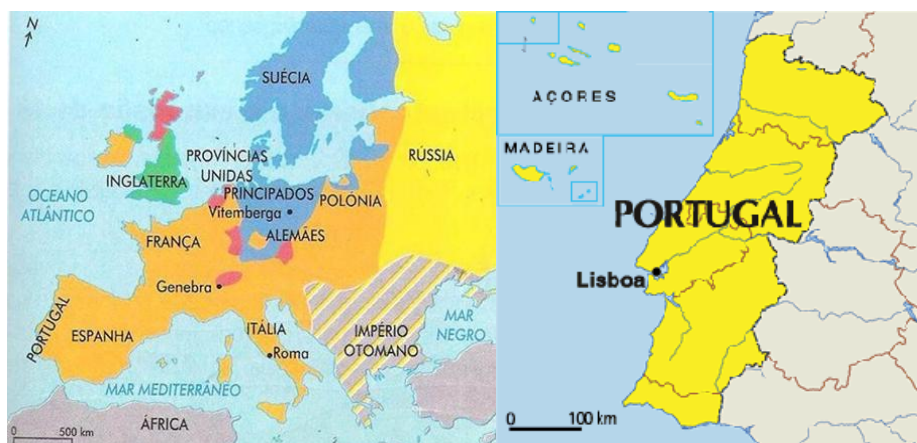 N
SUÉCIA
RÚSSIA
PROVÍNCIAS
UNIDAS
INGLATERRA
PRINCIPADOS
POLÓNIA
OCEANO
ATLÂNTICO
Vitemberga
ALEMÃES
FRANÇA
Genebra
PORTUGAL
ESPANHA
ITÁLIA
Roma
IMPÉRIO
OTOMANO
MAR
NEGRO
MAR MEDITERRÂNEO
ÁFRICA
0 500 km
AÇORES
MADEIRA
PORTUGAL
Lisboa
0 100 km